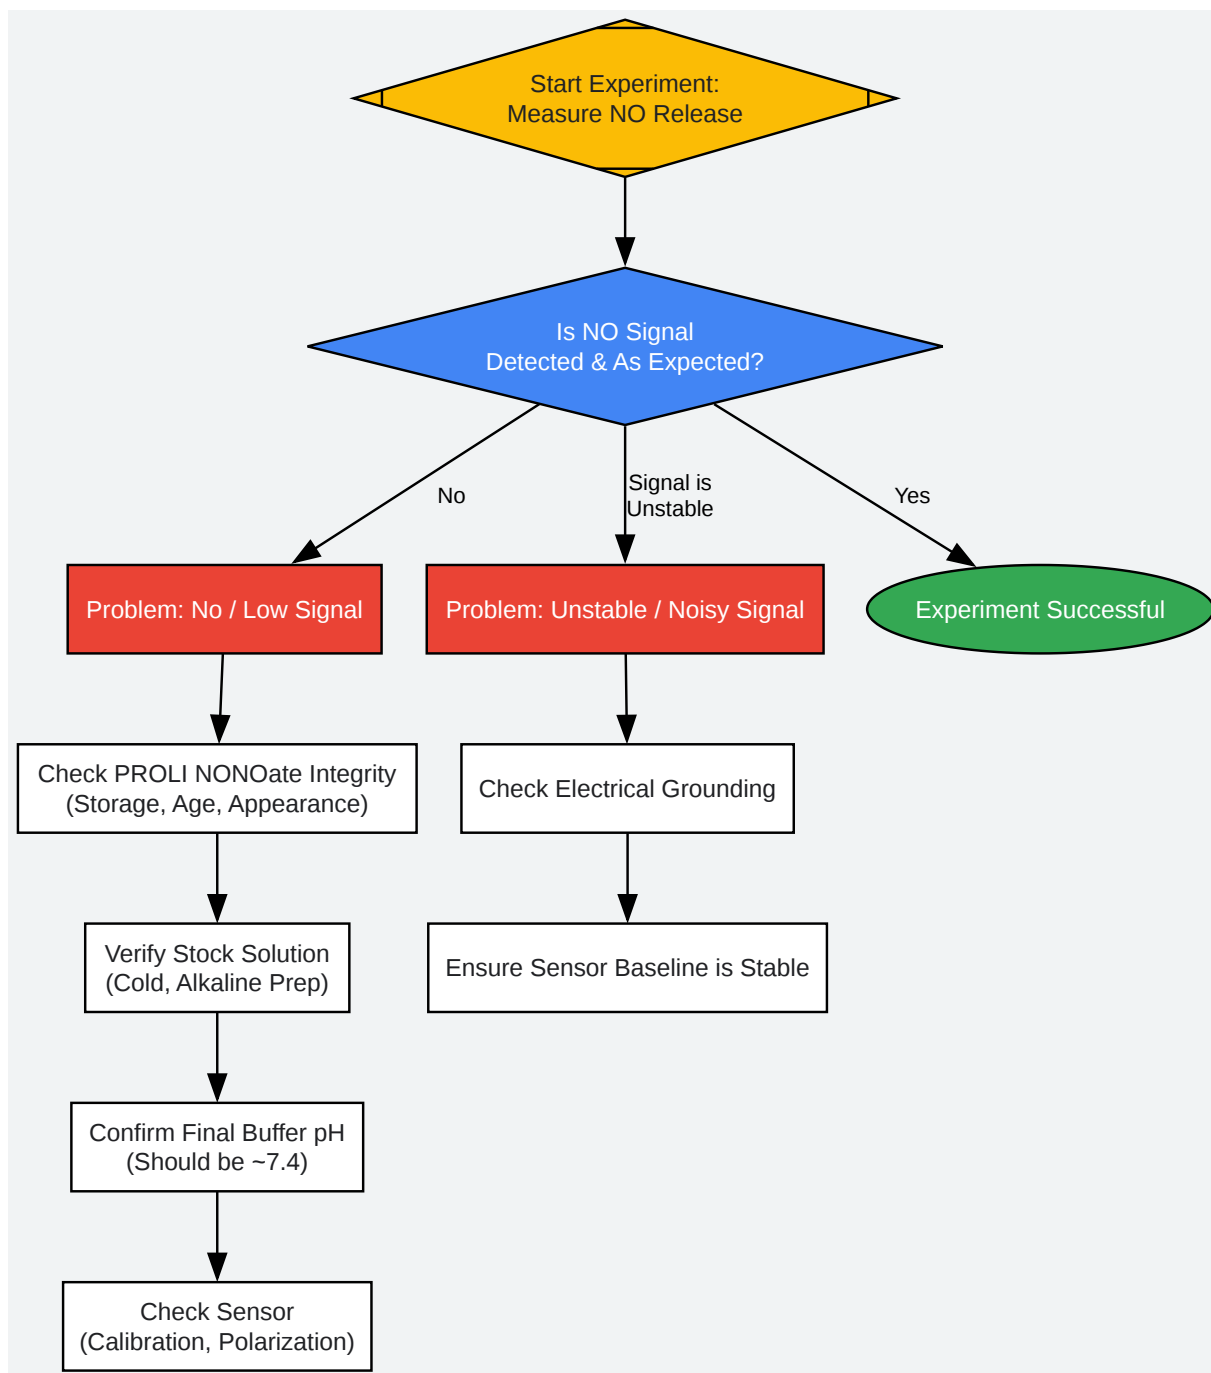 Start Experiment:
Measure NO Release
Is NO Signal
Detected & As Expected?
No
Signal is
Unstable
Yes
Problem: No / Low Signal
Problem: Unstable / Noisy Signal
Experiment Successful
Check PROLI NONOate Integrity
(Storage, Age, Appearance)
Check Electrical Grounding
Verify Stock Solution
(Cold, Alkaline Prep)
Ensure Sensor Baseline is Stable
Confirm Final Buffer pH
(Should be ~7.4)
Check Sensor
(Calibration, Polarization)